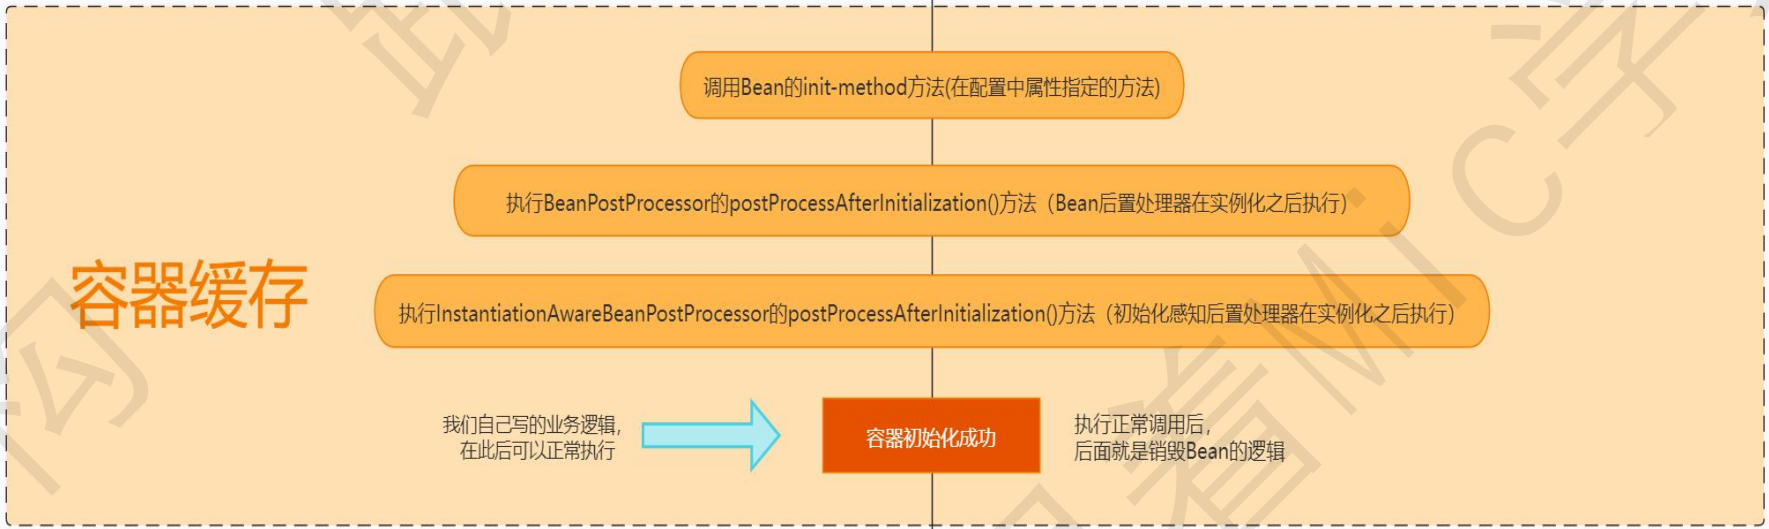 调用Bean的init-method方法(在配置中属性指定的方法)
执行BeanPostProcessor的postProcessAfterInitialization()方法（Bean后置处理器在实例化之后执行）
容器缓存
执行InstantiationAwareBeanPostProcessor的postProcessAfterInitialization()方法（初始化感知后置处理器在实例化之后执行）
我们自己写的业务逻辑，
在此后可以正常执行
容器初始化成功
执行正常调用后，
后面就是销毁Bean的逻辑
着Mic学